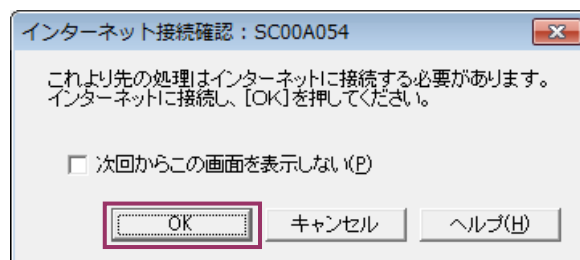 インターネット接続確認：SC00A054
これより先の処理はインターネットに接続する必要があります。
インターネットに接続し、[OK]を押してください。
次回からこの画面を表示しない(P)
OK
キャンセル
ヘルプ(H)